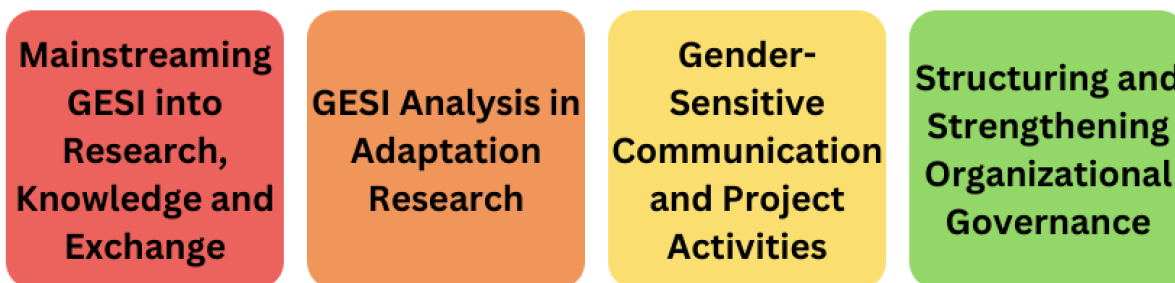 Mainstreaming
GESI into
Research,
Knowledge and
Exchange
GESI Analysis in
Adaptation
Research
Gender-
Sensitive
Communication
and Project
Activities
Structuring and
Strengthening
Organizational
Governance